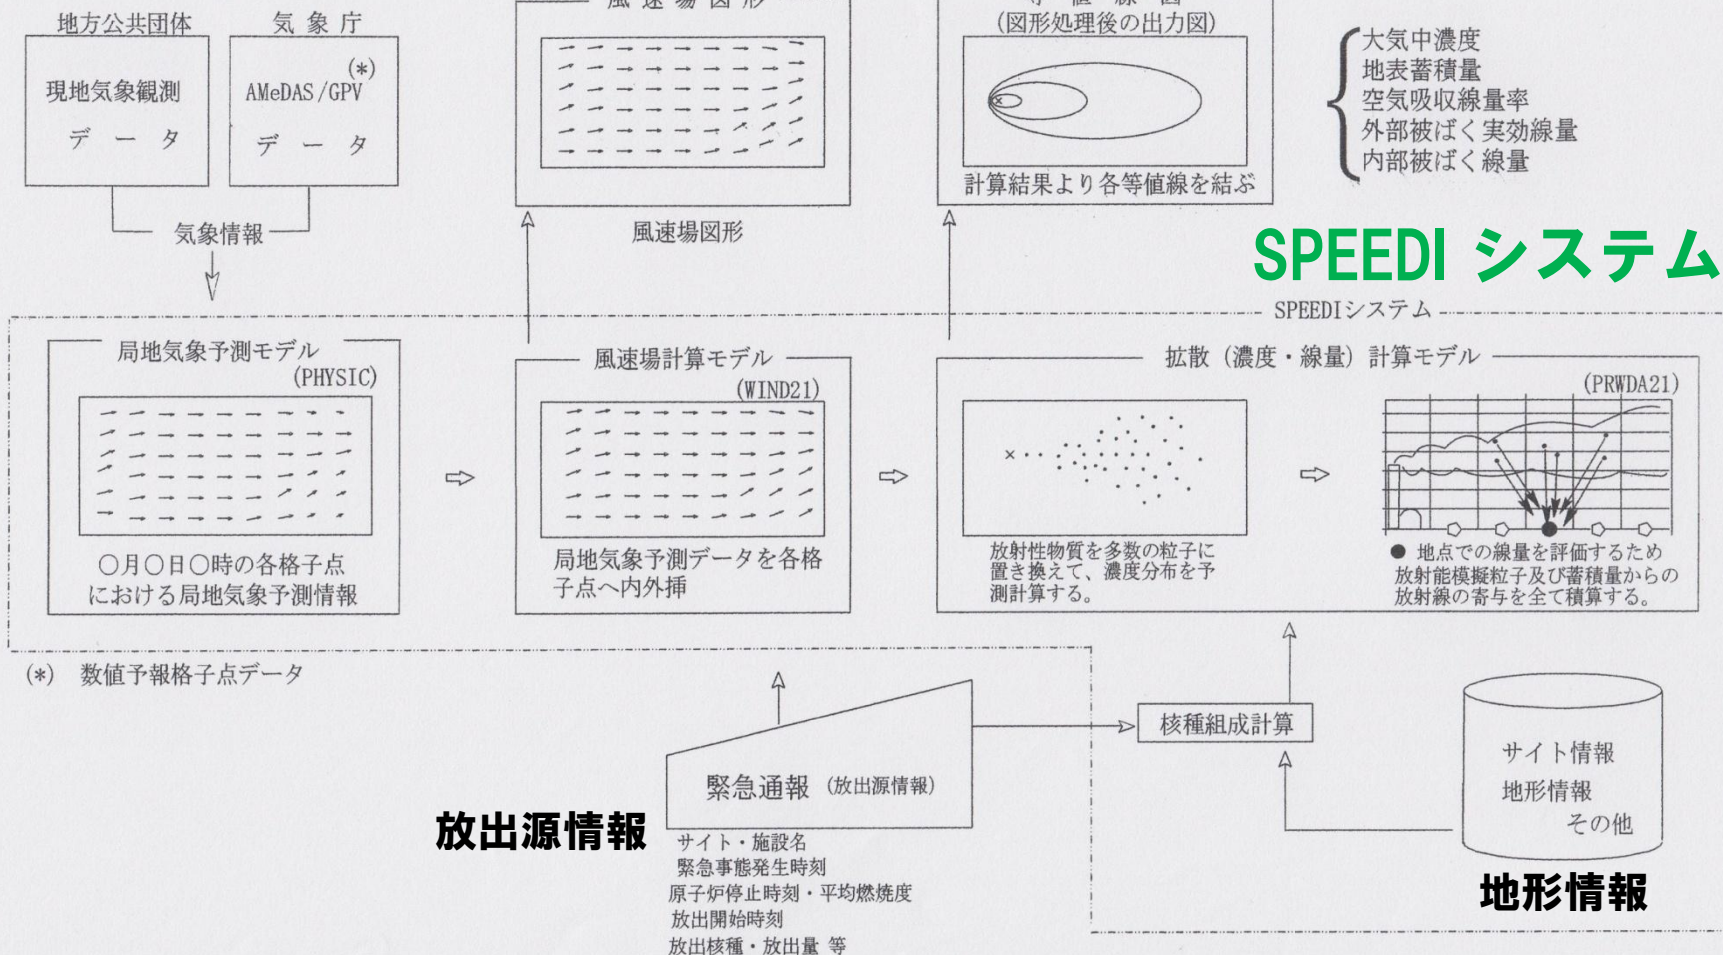 地方公共団体
気 象 庁
現地気象観測
デ ー タ
(*)
AMeDAS/GPV
デ ー タ
気象情報
風 速 場 図 形
風速場図形
(図形処理後の出力図)
計算結果より各等値線を結ぶ
大気中濃度
地表蓄積量
空気吸収線量率
外部被ばく実効線量
内部被ばく線量
SPEEDI システム
SPEEDIシステム
局地気象予測モデル
(PHYSIC)
〇月〇日〇時の各格子点
における局地気象予測情報
風速場計算モデル
(WIND21)
局地気象予測データを各格
子点へ内外挿
拡散（濃度・線量）計算モデル
放射性物質を多数の粒子に
置き換えて、濃度分布を予
測計算する。
(PRWDA21)
● 地点での線量を評価するため
放射能模擬粒子及び蓄積量からの
放射線の寄与を全て積算する。
(*) 数値予報格子点データ
緊急通報 (放出源情報)
放出源情報
サイト・施設名
緊急事態発生時刻
原子炉停止時刻・平均燃焼度
放出開始時刻
放出核種・放出量 等
核種組成計算
サイト情報
地形情報
その他
地形情報